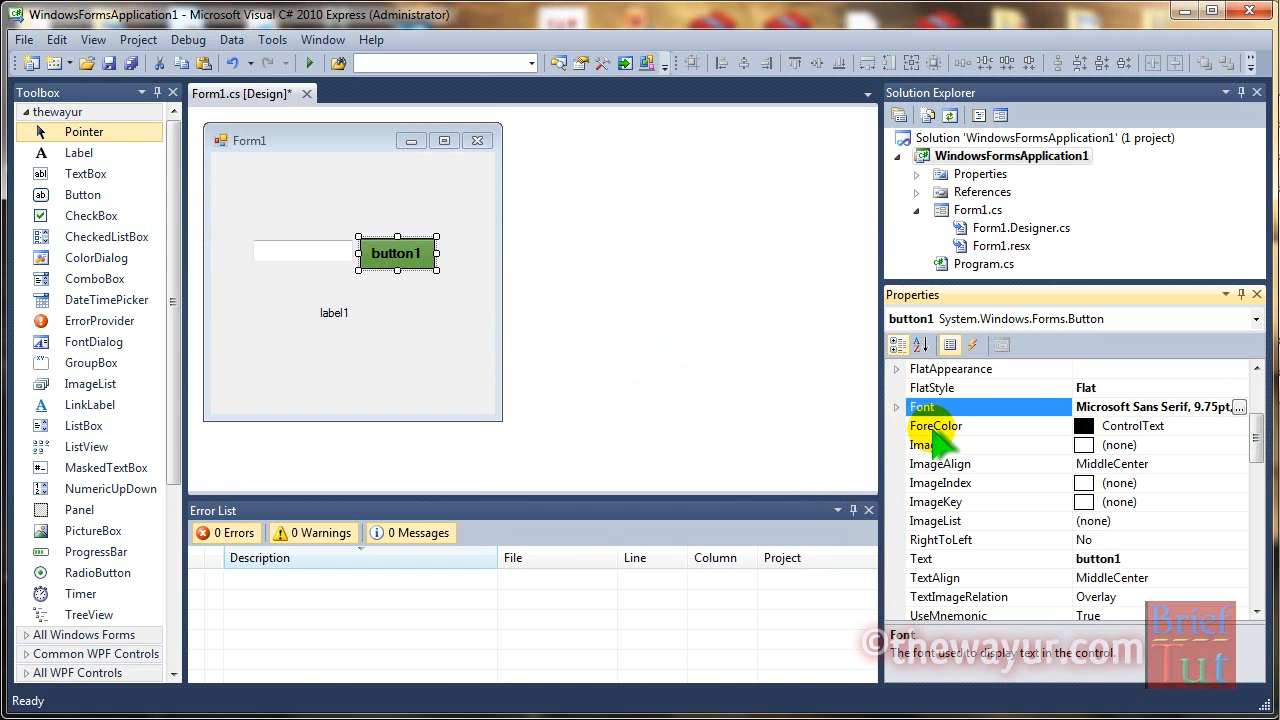 WindowsFormsApplication1 - Microsoft Visual C# 2010 Express (Administrator)
File Edit View Project Debug Data Tools Window Help
Toolbox
thewayur
Pointer
Label
TextBox
Button
CheckBox
CheckedListBox
ColorDialog
ComboBox
DateTimePicker
ErrorProvider
FontDialog
GroupBox
ImageList
LinkLabel
ListBox
ListView
MaskedTextBox
NumericUpDown
Panel
PictureBox
ProgressBar
RadioButton
Timer
TreeView
All Windows Forms
Common WPF Controls
All WPF Controls
Form1.cs [Design]*
Form1
button1
label1
Error List
0 Errors 0 Warnings 0 Messages
Description File Line Column Project
Solution Explorer
Solution 'WindowsFormsApplication1' (1 project)
WindowsFormsApplication1
Properties
References
Form1.cs
Form1.Designer.cs
Form1.resx
Program.cs
Properties
button1 System.Windows.Forms.Button
FlatAppearance
FlatStyle Flat
Font Microsoft Sans Serif, 9.75pt, ...
ForeColor ControlText
(none)
ImageAlign MiddleCenter
ImageIndex (none)
ImageKey (none)
ImageList (none)
RightToLeft No
Text button1
TextAlign MiddleCenter
TextImageRelation Overlay
UseMnemonic True
Font
The font used to display text in the control.
©thewayur.com
Brief
Tut
Ready